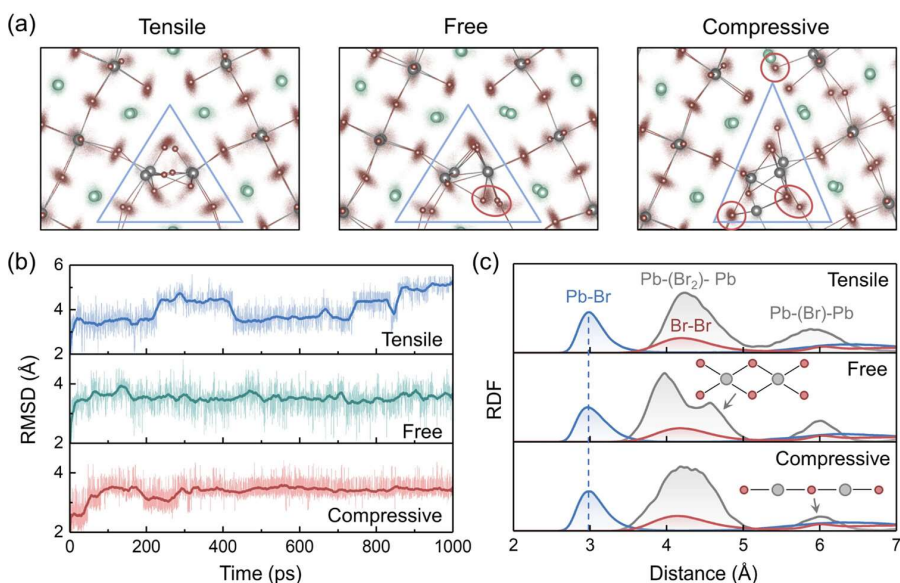 (a)
Tensile
Free
Compressive
(b)
6
4
2
Tensile
4
2
Free
4
2
Compressive
RMSD (Å)
0
200
400
600
800
1000
Time (ps)
(c)
Pb-Br
Pb-(Br₂)- Pb
Br-Br
Pb-(Br)-Pb
Tensile
Free
Compressive
RDF
2
3
4
5
6
7
Distance (Å)